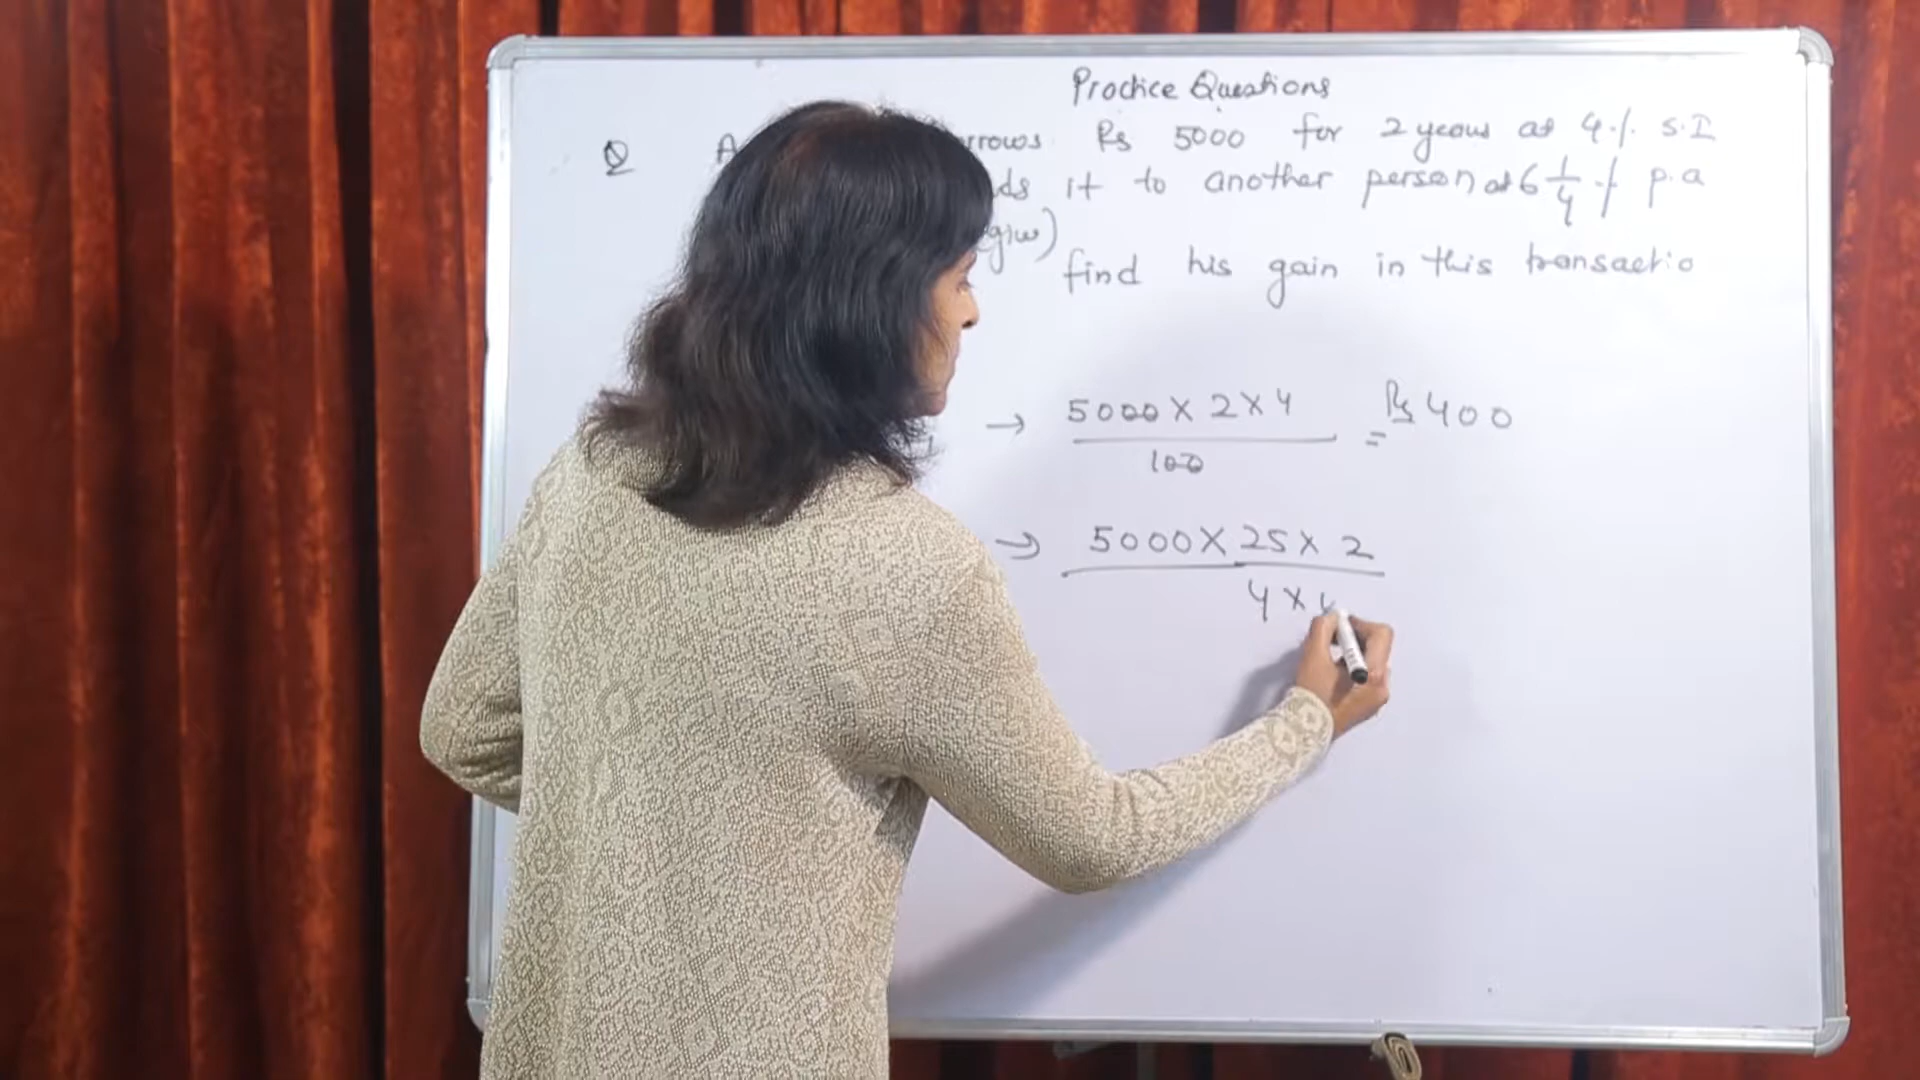 Practice Questions
Q A rrows Rs 5000 for 2 years at 4 % S.I
ds it to another person at 6 1/4 % p.a
(giw)
find his gain in this transactio
→ 5000 X 2 X 4 = Rs 400
100
→ 5000 X 25 X 2
4 X